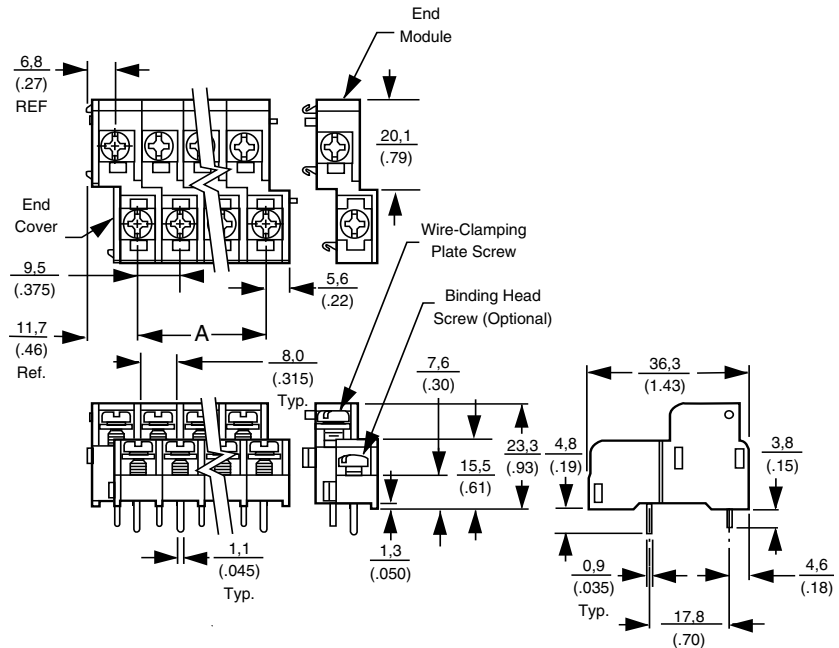 End
Module
6,8
(.27)
REF
20,1
(.79)
End
Cover
Wire-Clamping
Plate Screw
9,5
(.375)
5,6
(.22)
Binding Head
Screw (Optional)
11,7
(.46)
Ref.
A
8,0
(.315)
Typ.
7,6
(.30)
36,3
(1.43)
23,3
(.93)
4,8
(.19)
3,8
(.15)
15,5
(.61)
1,1
(.045)
Typ.
1,3
(.050)
0,9
(.035)
Typ.
4,6
(.18)
17,8
(.70)